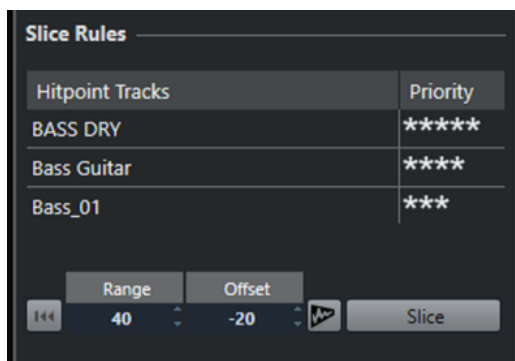 Slice Rules
Hitpoint Tracks Priority
BASS DRY *****
Bass Guitar ****
Bass_01 ***
Range Offset
40 -20 Slice